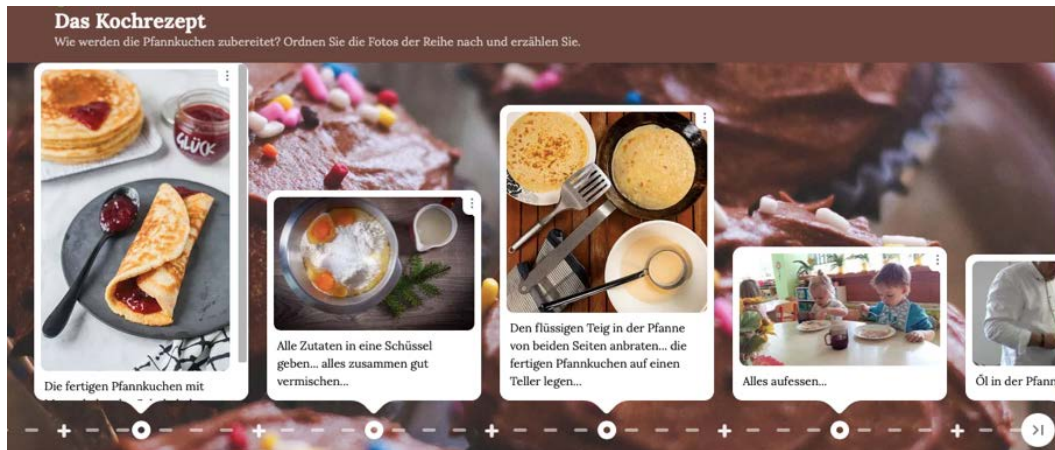 Das Kochrezept
Wie werden die Pfannkuchen zubereitet? Ordnen Sie die Fotos der Reihe nach und erzählen Sie.
GLÜCK
Die fertigen Pfannkuchen mit
Alle Zutaten in eine Schüssel
geben... alles zusammen gut
vermischen...
Den flüssigen Teig in der Pfanne
von beiden Seiten anbraten... die
fertigen Pfannkuchen auf einen
Teller legen...
Alles aufessen...
Öl in der Pfann